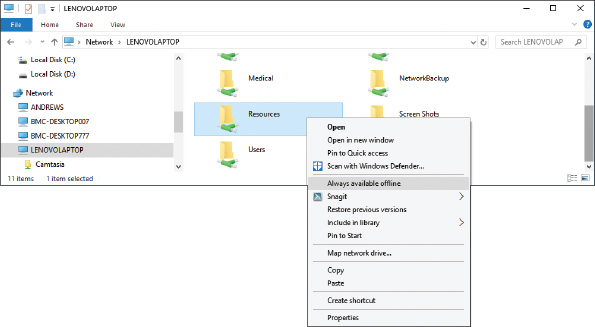 LENOVOLAPTOP
File Home Share View
Network LENOVOLAPTOP Search LENOVOLAP
Local Disk (C:)
Local Disk (D:)
Network
ANDREWS
BMC-DESKTOP007
BMC-DESKTOP777
LENOVOLAPTOP
Camtasia
Medical NetworkBackup
Resources Screen Shots
Users
Open
Open in new window
Pin to Quick access
Scan with Windows Defender...
Always available offline
Snagit
Restore previous versions
Include in library
Pin to Start
Map network drive...
Copy
Paste
Create shortcut
Properties
11 items 1 item selected